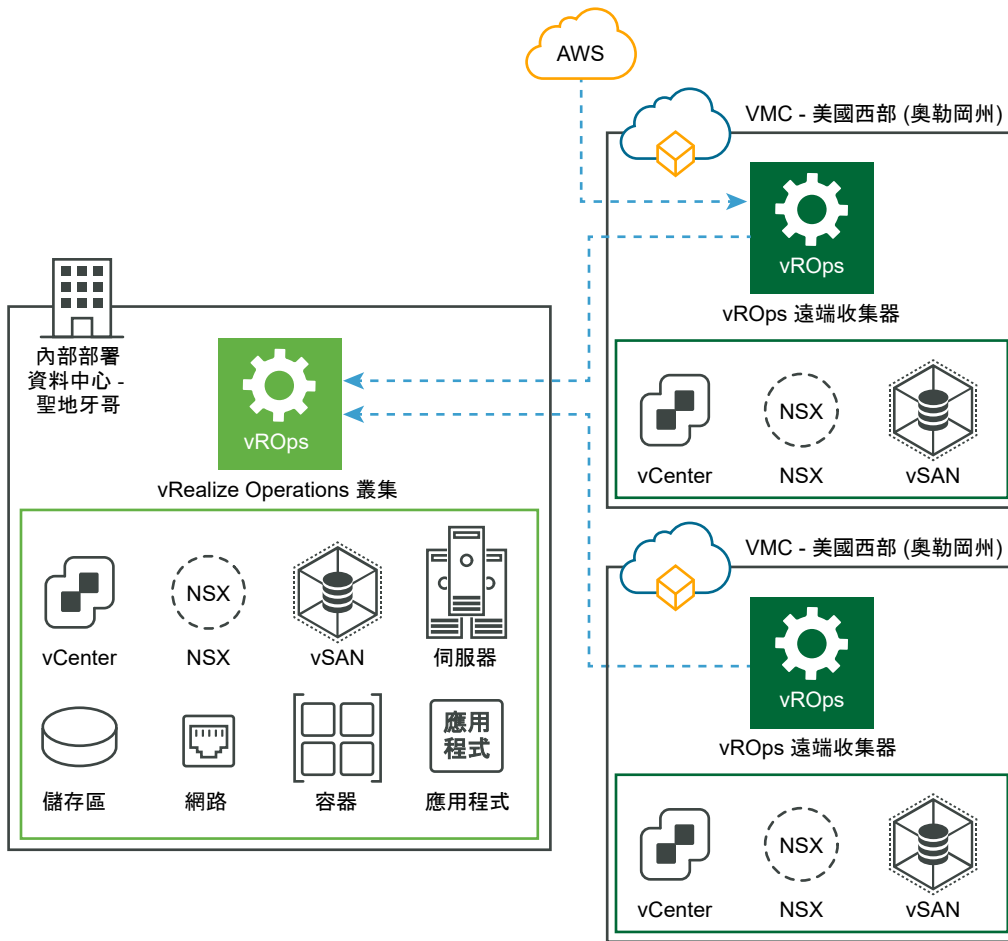 AWS
VMC - 美國西部 (奧勒岡州)
vROps
vROps 遠端收集器
vCenter
NSX
NSX
vSAN
內部部署
資料中心 -
聖地牙哥
vROps
vRealize Operations 叢集
vCenter
NSX
NSX
vSAN
伺服器
儲存區
網路
容器
應用
程式
應用程式
VMC - 美國西部 (奧勒岡州)
vROps
vROps 遠端收集器
vCenter
NSX
NSX
vSAN